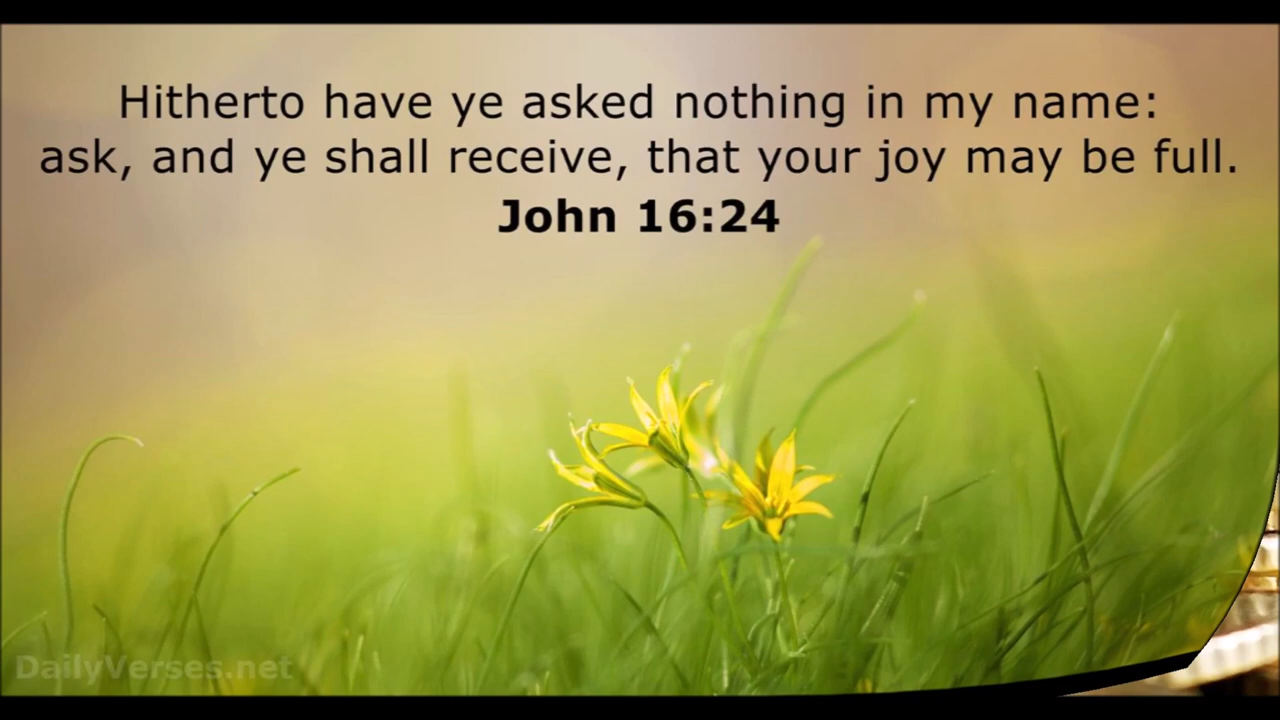 Hitherto have ye asked nothing in my name:
ask, and ye shall receive, that your joy may be full.
John 16:24
DailyVerses.net